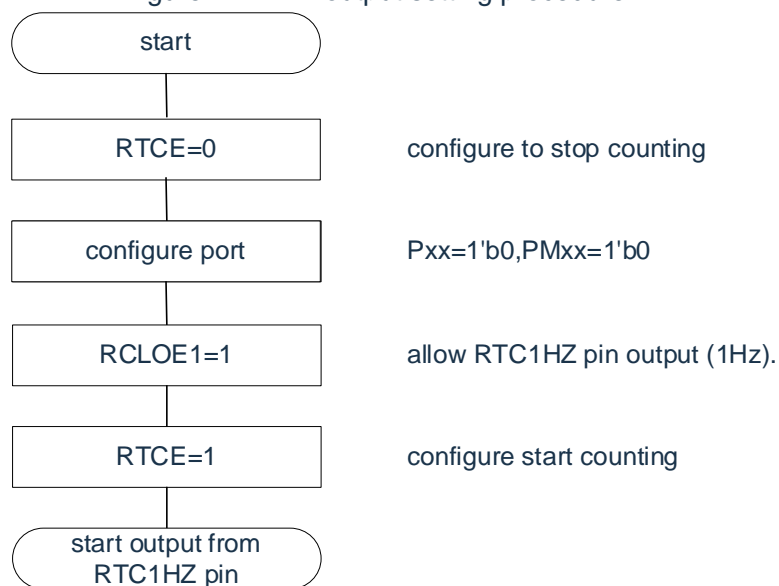 start
RTCE=0
configure to stop counting
configure port
Pxx=1'b0,PMxx=1'b0
RCLOE1=1
allow RTC1HZ pin output (1Hz).
RTCE=1
configure start counting
start output from
RTC1HZ pin